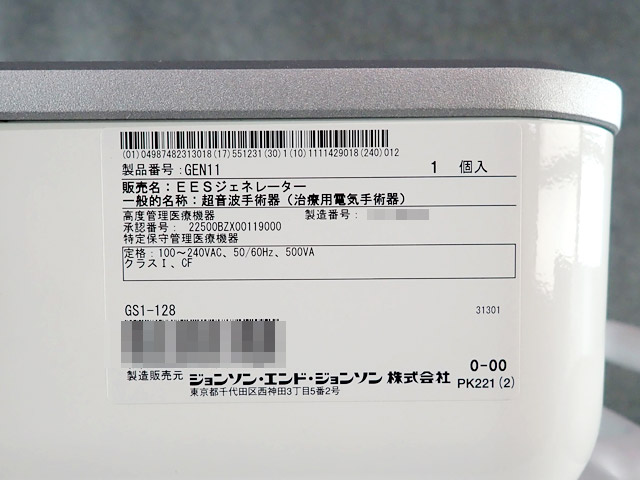 (01)04987482313018(17)551231(30)1(10)1111429018(240)012
製品番号:GEN11 1 個入
販売名:EESジェネレーター
一般的名称:超音波手術器(治療用電気手術器)
高度管理医療機器 製造番号:
承認番号: 22500BZX00119000
特定保守管理医療機器
定格:100~240VAC、50/60Hz、500VA
クラスⅠ、CF
GS1-128 31301
0-00
製造販売元 ジョンソン・エンド・ジョンソン 株式会社 PK221(2)
東京都千代田区西神田3丁目5番2号